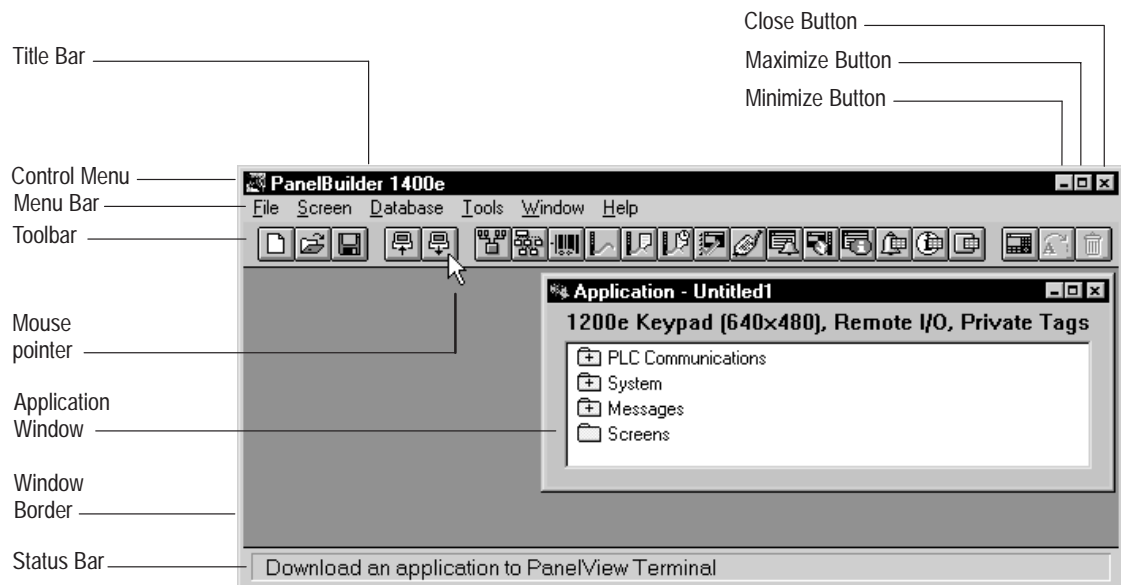 Close Button
Title Bar
Maximize Button
Minimize Button
Control Menu
PanelBuilder 1400e
Menu Bar
File Screen Database Tools Window Help
Toolbar
Application - Untitled1
1200e Keypad (640x480), Remote I/O, Private Tags
Mouse
pointer
PLC Communications
System
Messages
Screens
Application
Window
Window
Border
Status Bar
Download an application to PanelView Terminal